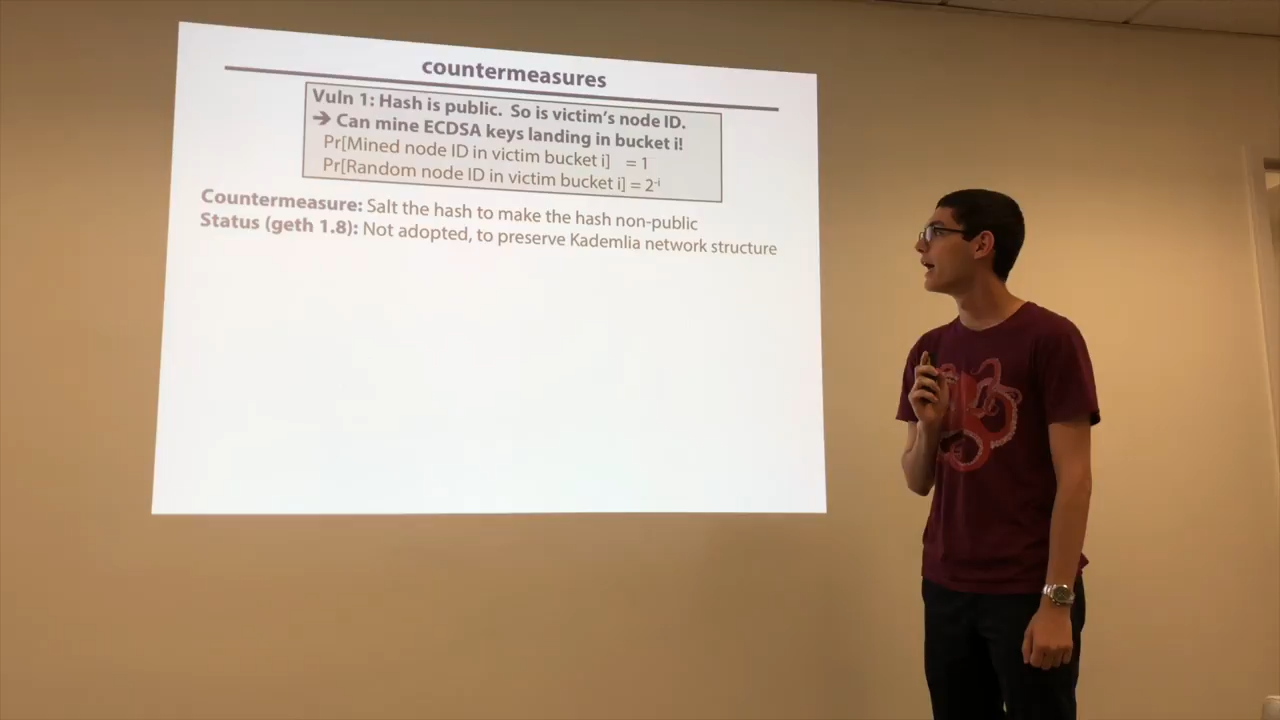 countermeasures
Vuln 1: Hash is public. So is victim's node ID.
➔ Can mine ECDSA keys landing in bucket i!
Pr[Mined node ID in victim bucket i] = 1
Pr[Random node ID in victim bucket i] = 2⁻ⁱ
Countermeasure: Salt the hash to make the hash non-public
Status (geth 1.8): Not adopted, to preserve Kademlia network structure